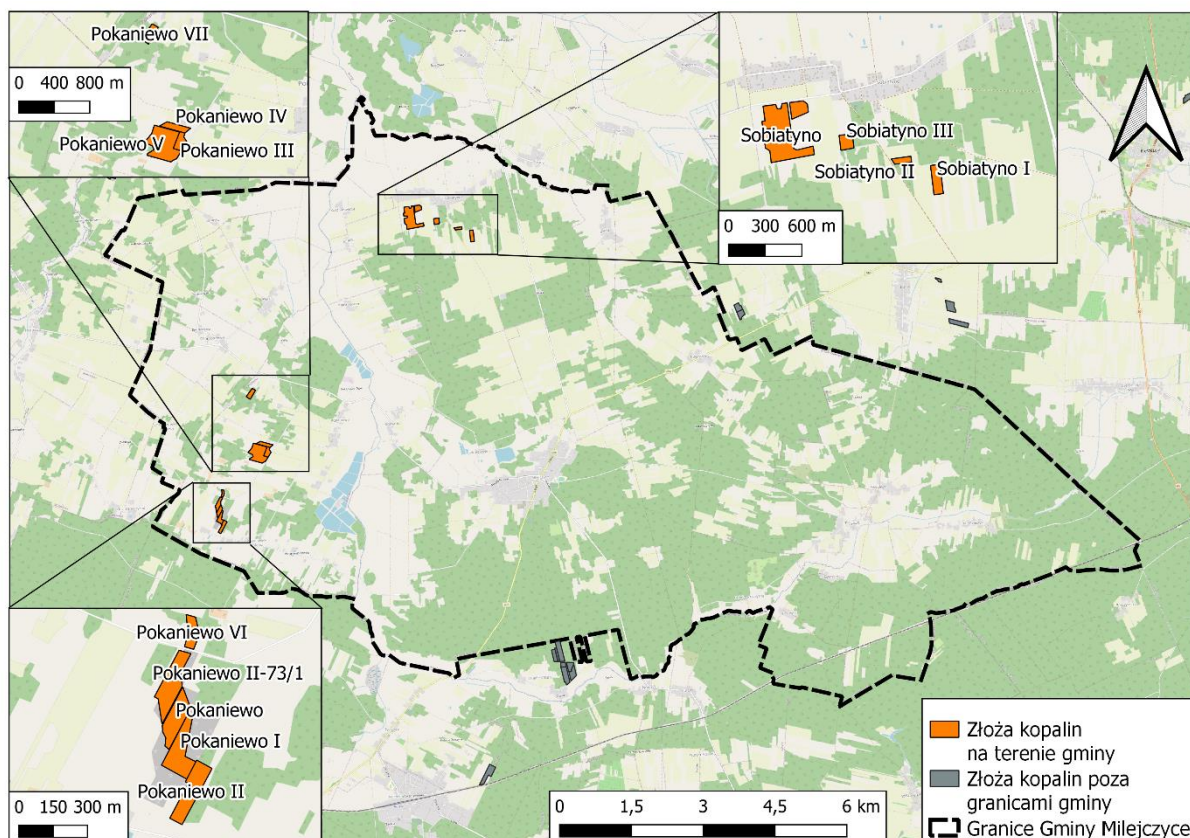 Pokaniewo VII
0 400 800 m
Pokaniewo IV
Pokaniewo V
Pokaniewo III
Sobiatyno
Sobiatyno III
Sobiatyno II
Sobiatyno I
0 300 600 m
Pokaniewo VI
Pokaniewo II-73/1
Pokaniewo
Pokaniewo I
Pokaniewo II
0 150 300 m
0 1,5 3 4,5 6 km
Złoża kopalin
na terenie gminy
Złoża kopalin poza
granicami gminy
Granice Gminy Milejczyce